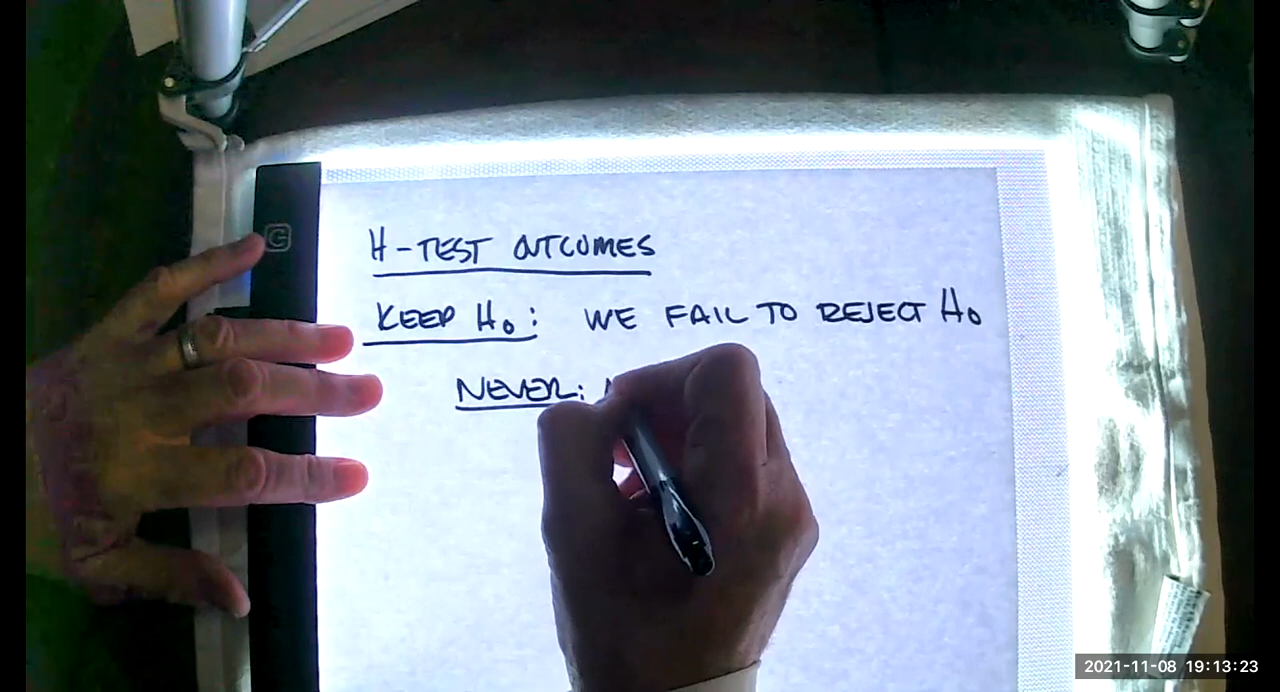 H-TEST OUTCOMES
KEEP H₀: WE FAIL TO REJECT H₀
NEVER:
2021-11-08 19:13:23